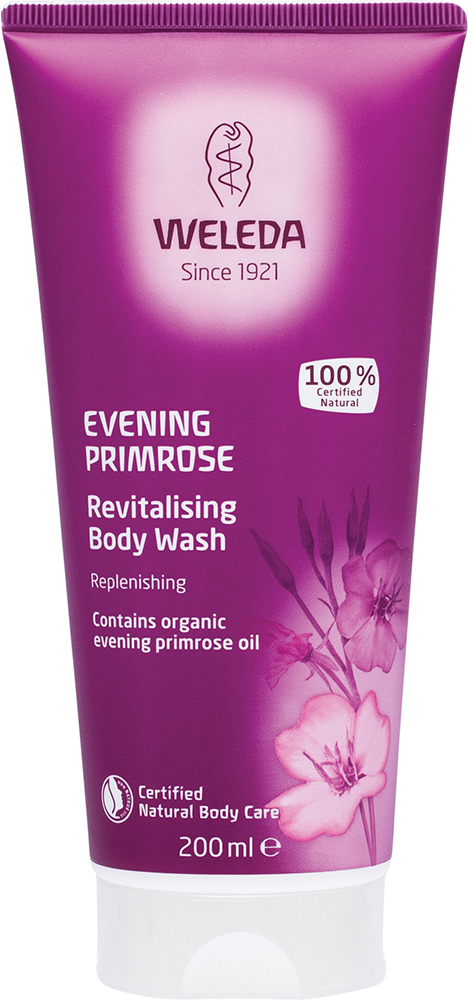 WELEDA
Since 1921
100%
Certified
Natural
EVENING
PRIMROSE
Revitalising
Body Wash
Replenishing
Contains organic
evening primrose oil
Certified
Natural Body Care
200 ml ℮